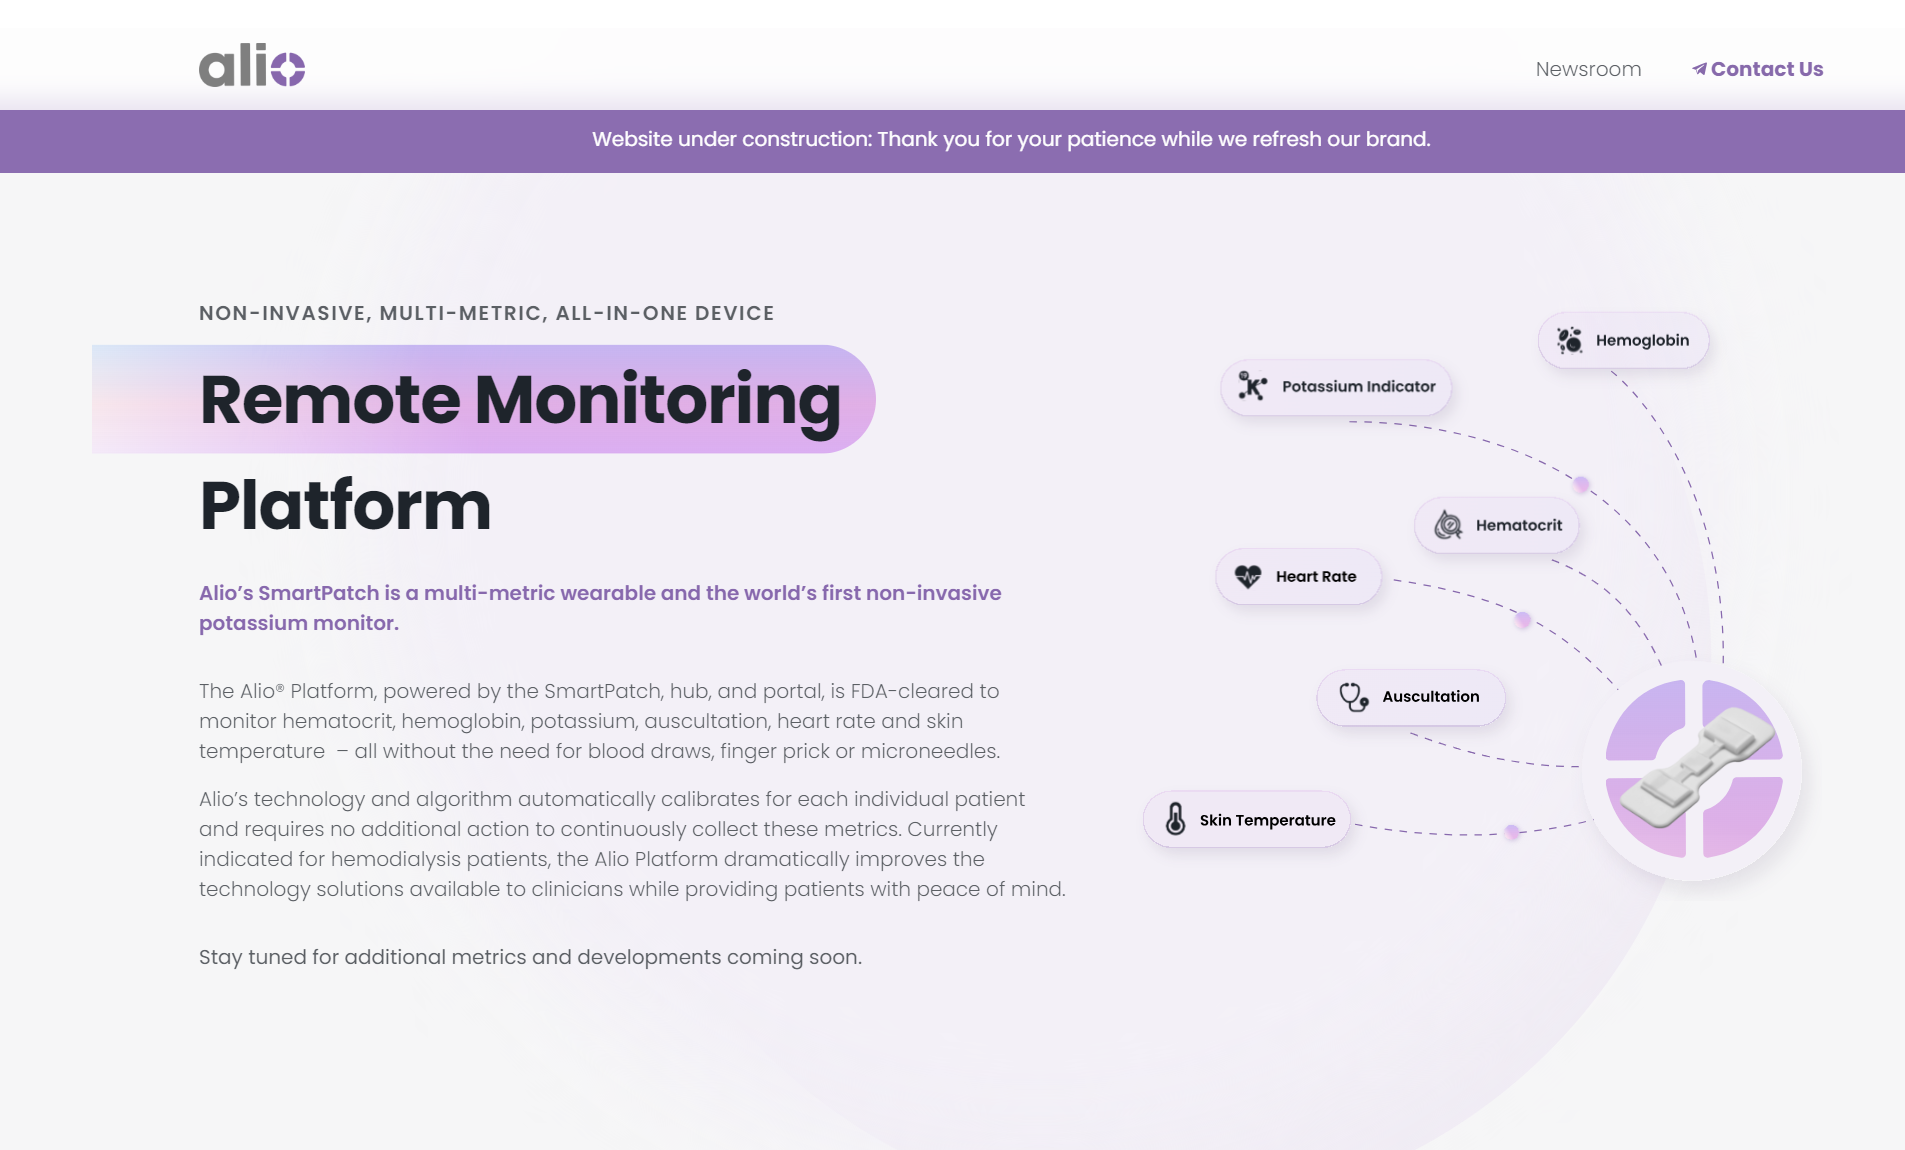 alio
Newsroom
Contact Us
Website under construction: Thank you for your patience while we refresh our brand.
NON-INVASIVE, MULTI-METRIC, ALL-IN-ONE DEVICE
Remote Monitoring
Platform
Alio’s SmartPatch is a multi-metric wearable and the world’s first non-invasive
potassium monitor.
The Alio® Platform, powered by the SmartPatch, hub, and portal, is FDA-cleared to
monitor hematocrit, hemoglobin, potassium, auscultation, heart rate and skin
temperature – all without the need for blood draws, finger prick or microneedles.
Alio’s technology and algorithm automatically calibrates for each individual patient
and requires no additional action to continuously collect these metrics. Currently
indicated for hemodialysis patients, the Alio Platform dramatically improves the
technology solutions available to clinicians while providing patients with peace of mind.
Stay tuned for additional metrics and developments coming soon.
Hemoglobin
K
Potassium Indicator
Hematocrit
Heart Rate
Auscultation
Skin Temperature